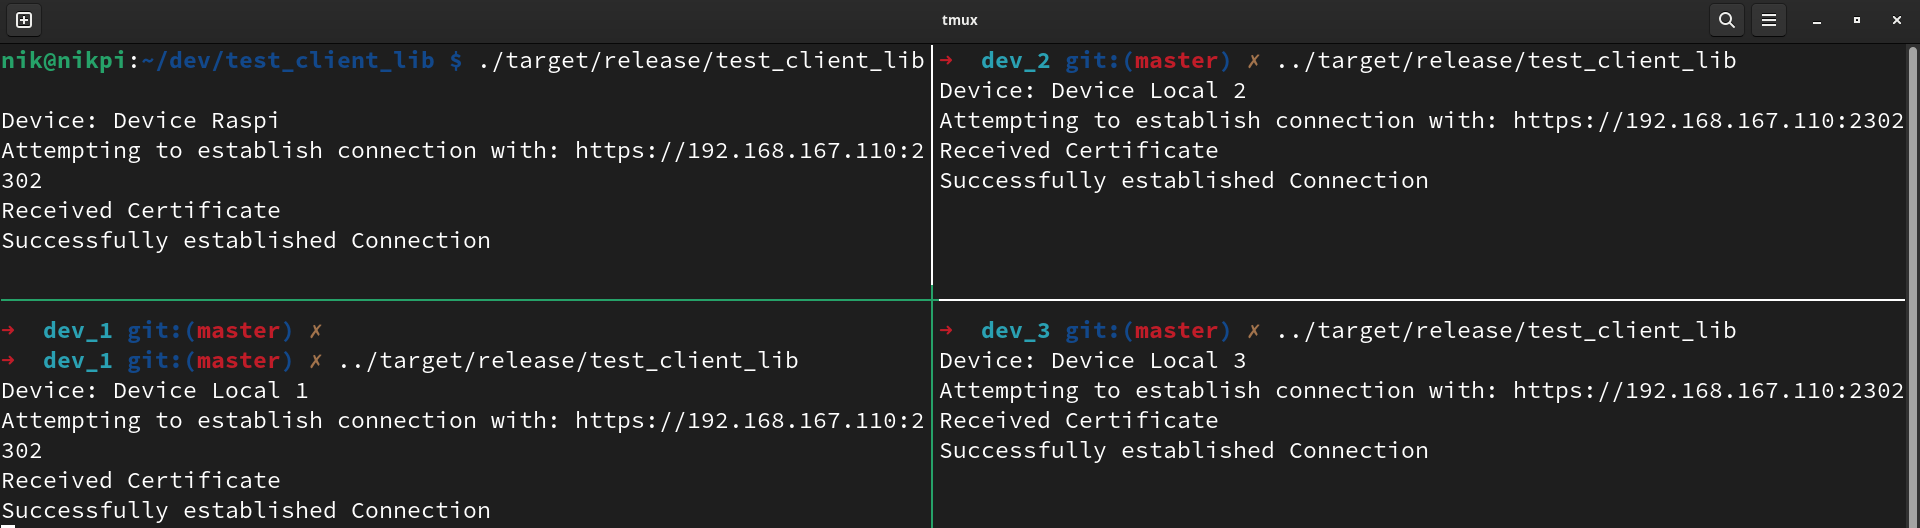 tmux
nik@nikpi:~/dev/test_client_lib $ ./target/release/test_client_lib
Device: Device Raspi
Attempting to establish connection with: https://192.168.167.110:2
302
Received Certificate
Successfully established Connection
→ dev_2 git:(master) ✗ ../target/release/test_client_lib
Device: Device Local 2
Attempting to establish connection with: https://192.168.167.110:2302
Received Certificate
Successfully established Connection
→ dev_1 git:(master) ✗
→ dev_1 git:(master) ✗ ../target/release/test_client_lib
Device: Device Local 1
Attempting to establish connection with: https://192.168.167.110:2
302
Received Certificate
Successfully established Connection
→ dev_3 git:(master) ✗ ../target/release/test_client_lib
Device: Device Local 3
Attempting to establish connection with: https://192.168.167.110:2302
Received Certificate
Successfully established Connection